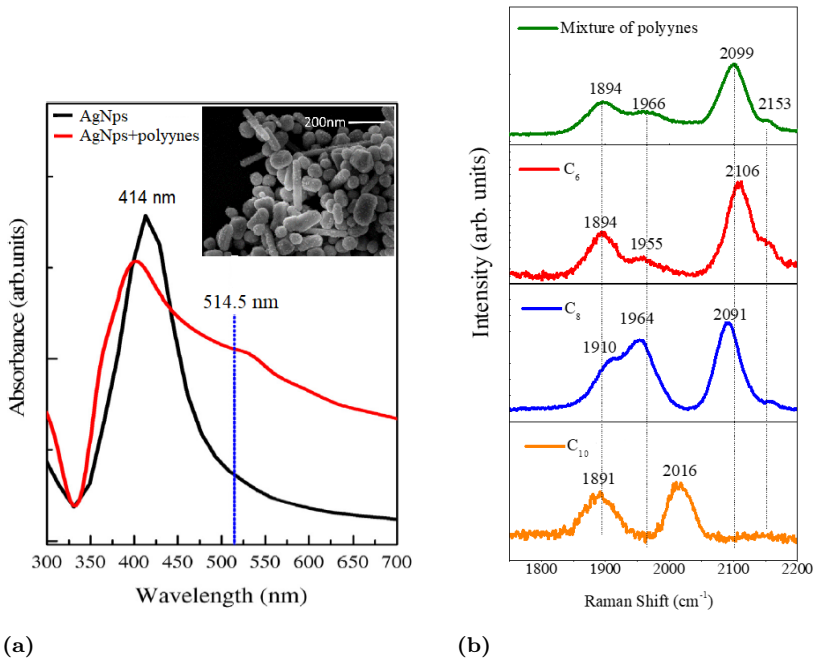 AgNps
AgNps+polyynes
200nm
414 nm
514.5 nm
Absorbance (arb.units)
300 350 400 450 500 550 600 650 700
Wavelength (nm)
(a)
Mixture of polyynes
2099
1894
1966
2153
C6
2106
1894
1955
C8
2091
1964
1910
C10
1891
2016
Intensity (arb. units)
1800 1900 2000 2100 2200
Raman Shift (cm-1)
(b)